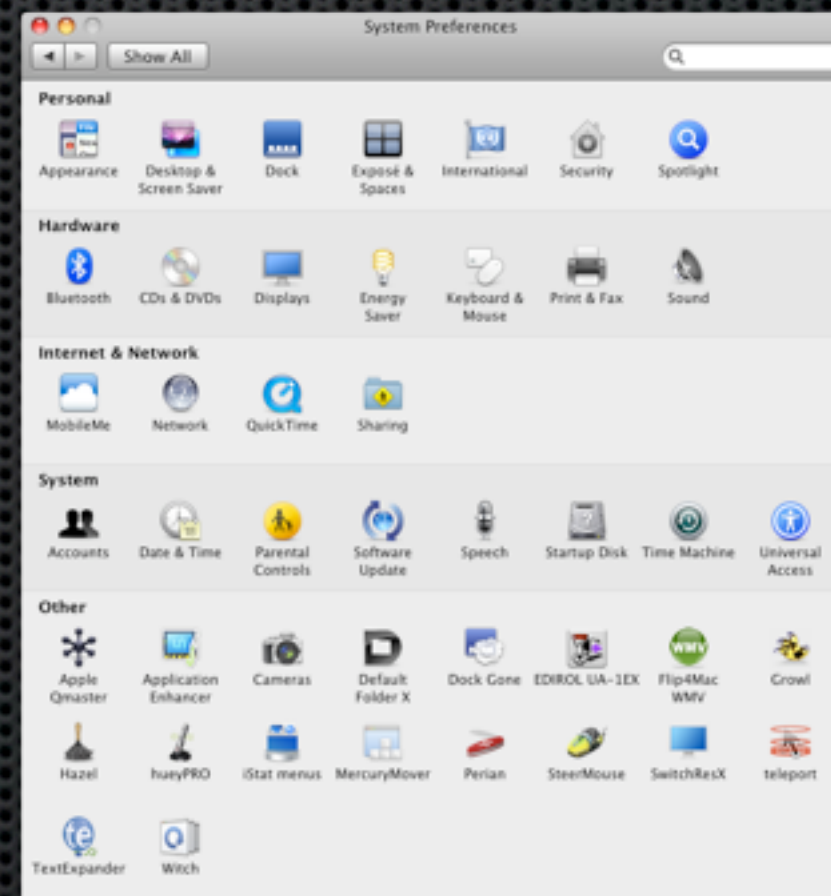 System Preferences
Show All
Personal
Appearance Desktop & Screen Saver Dock Exposé & Spaces International Security Spotlight
Hardware
Bluetooth CDs & DVDs Displays Energy Saver Keyboard & Mouse Print & Fax Sound
Internet & Network
MobileMe Network QuickTime Sharing
System
Accounts Date & Time Parental Controls Software Update Speech Startup Disk Time Machine Universal Access
Other
Apple Qmaster Application Enhancer Cameras Default Folder X Dock Gone EDIROL UA-1EX Flip4Mac WMV Growl
Hazel hueyPRO iStat menus MercuryMover Perian SteerMouse SwitchResX teleport
TextExpander Witch